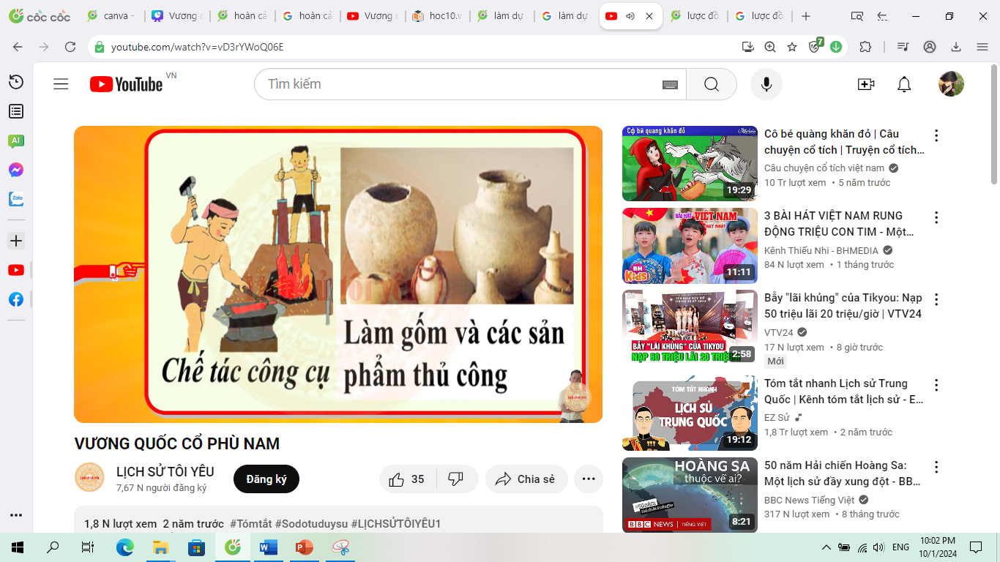 cốc cốc
canva -
Vương c
hoàn cả
hoàn cả
Vương c
hoc10.v
làm dự
làm dự
lược đồ
lược đồ
youtube.com/watch?v=vD3rYWoQ06E
7
YouTube VN
Tìm kiếm
AI
Zalo
Chế tác công cụ
Làm gốm và các sản
phẩm thủ công
VƯƠNG QUỐC CỔ PHÙ NAM
LỊCH SỬ TÔI YÊU
7,67 N người đăng ký
Đăng ký
35
Chia sẻ
1,8 N lượt xem 2 năm trước #Tómtắt #Sodotuduysu #LỊCHSỬTÔIYÊU1
Cô bé quàng khăn đỏ
19:29
Cô bé quàng khăn đỏ | Câu
chuyện cổ tích | Truyện cổ tích...
Câu chuyện cổ tích việt nam
10 Tr lượt xem • 5 năm trước
BÀI HÁT VIỆT NAM
HAY NHẤT
BH
Kids
11:11
3 BÀI HÁT VIỆT NAM RUNG
ĐỘNG TRIỆU CON TIM - Một...
Kênh Thiếu Nhi - BHMEDIA
84 N lượt xem • 1 tháng trước
BẪY "LÃI KHỦNG" CỦA TIKYOU:
NẠP 50 TRIỆU LÃI 20 TRIỆU/
2:58
Bẫy "lãi khủng" của Tikyou: Nạp
50 triệu lãi 20 triệu/giờ | VTV24
VTV24
17 N lượt xem • 8 giờ trước
Mới
TÓM TẮT NHANH
LỊCH SỬ
TRUNG QUỐC
19:12
Tóm tắt nhanh Lịch sử Trung
Quốc | Kênh tóm tắt lịch sử - E...
EZ Sử
1,8 Tr lượt xem • 2 năm trước
HOÀNG SA
thuộc về ai?
#50năm
BBC NEWS TIẾNG VIỆT
8:21
50 năm Hải chiến Hoàng Sa:
Một lịch sử đầy xung đột - BB...
BBC News Tiếng Việt
317 N lượt xem • 8 tháng trước
ENG
10:02 PM
10/1/2024